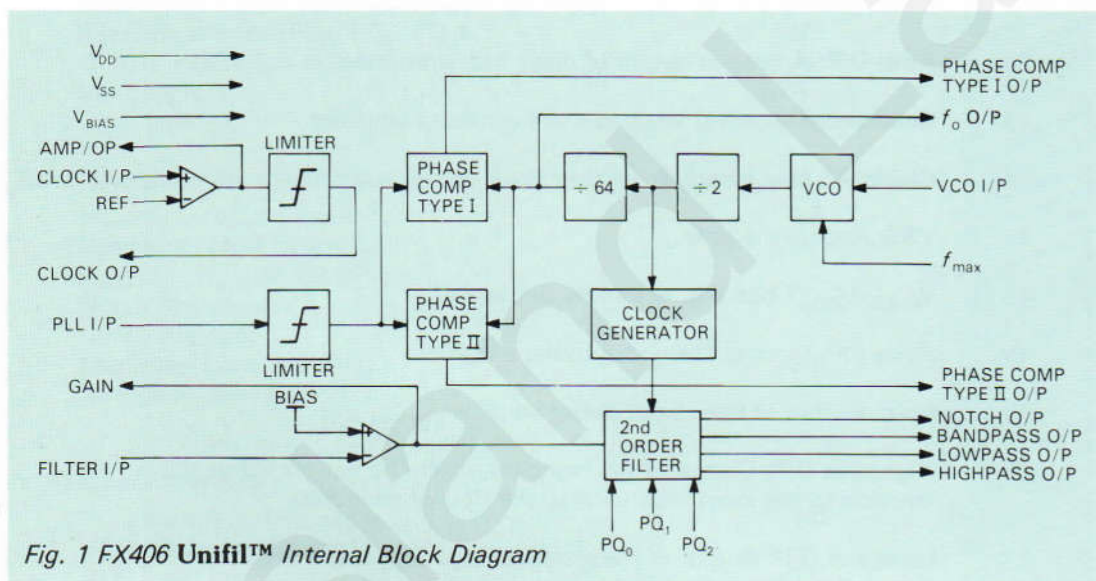 V_DD
V_SS
V_BIAS
AMP/OP
CLOCK I/P
REF
CLOCK O/P
PLL I/P
GAIN
FILTER I/P
LIMITER
LIMITER
BIAS
PHASE
COMP
TYPE I
PHASE
COMP
TYPE II
÷ 64
÷ 2
VCO
CLOCK
GENERATOR
2nd
ORDER
FILTER
PQ₀
PQ₁
PQ₂
PHASE COMP
TYPE I O/P
f₀ O/P
VCO I/P
f_max
PHASE COMP
TYPE II O/P
NOTCH O/P
BANDPASS O/P
LOWPASS O/P
HIGHPASS O/P
Fig. 1 FX406 Unifil™ Internal Block Diagram